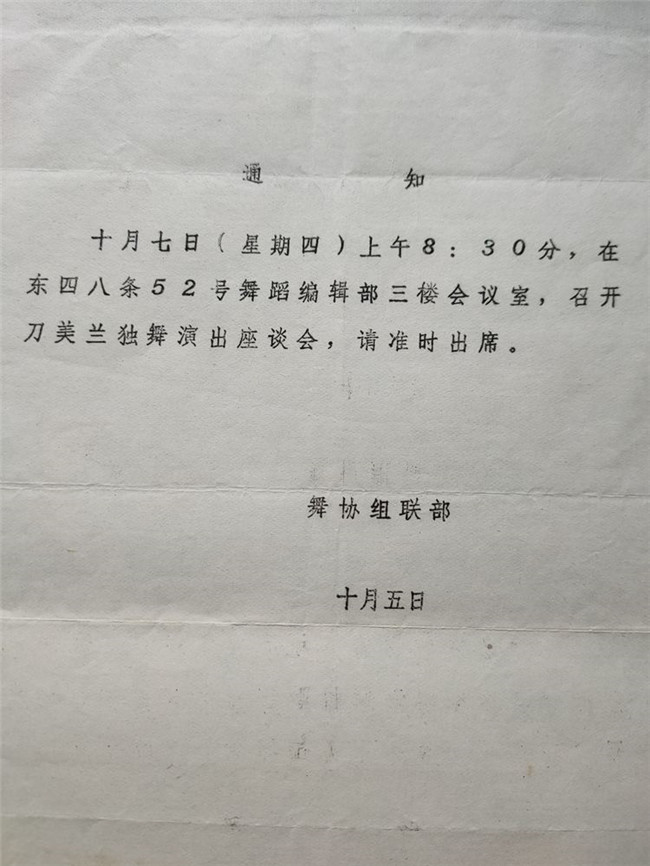 通 知
十月七日（星期四）上午8：30分，在
东四八条52号舞蹈编辑部三楼会议室，召开
刀美兰独舞演出座谈会，请准时出席。
舞协组联部
十月五日